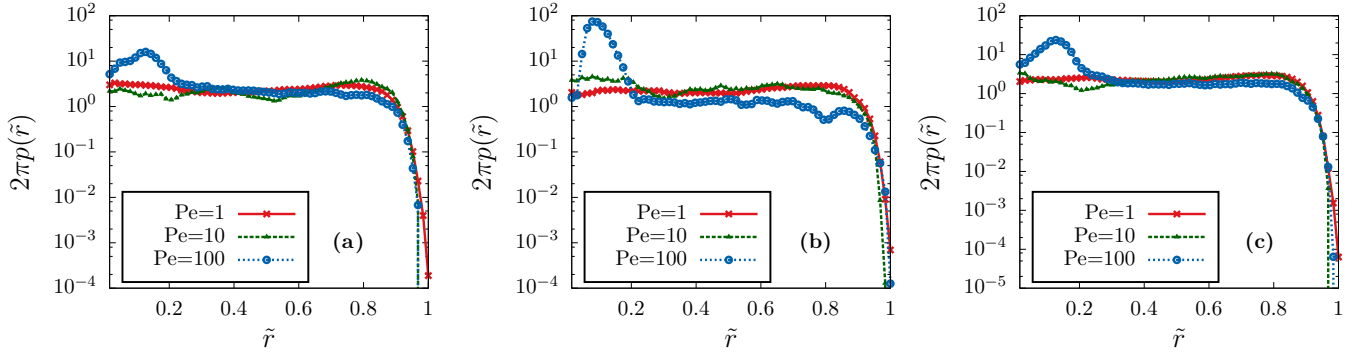 10^2
10^1
10^0
10^{-1}
10^{-2}
10^{-3}
10^{-4}
2πp(r̃)
Pe=1
Pe=10
Pe=100
(a)
0.2 0.4 0.6 0.8 1
r̃
10^2
10^1
10^0
10^{-1}
10^{-2}
10^{-3}
10^{-4}
2πp(r̃)
Pe=1
Pe=10
Pe=100
(b)
0.2 0.4 0.6 0.8 1
r̃
10^2
10^1
10^0
10^{-1}
10^{-2}
10^{-3}
10^{-4}
10^{-5}
2πp(r̃)
Pe=1
Pe=10
Pe=100
(c)
0.2 0.4 0.6 0.8 1
r̃